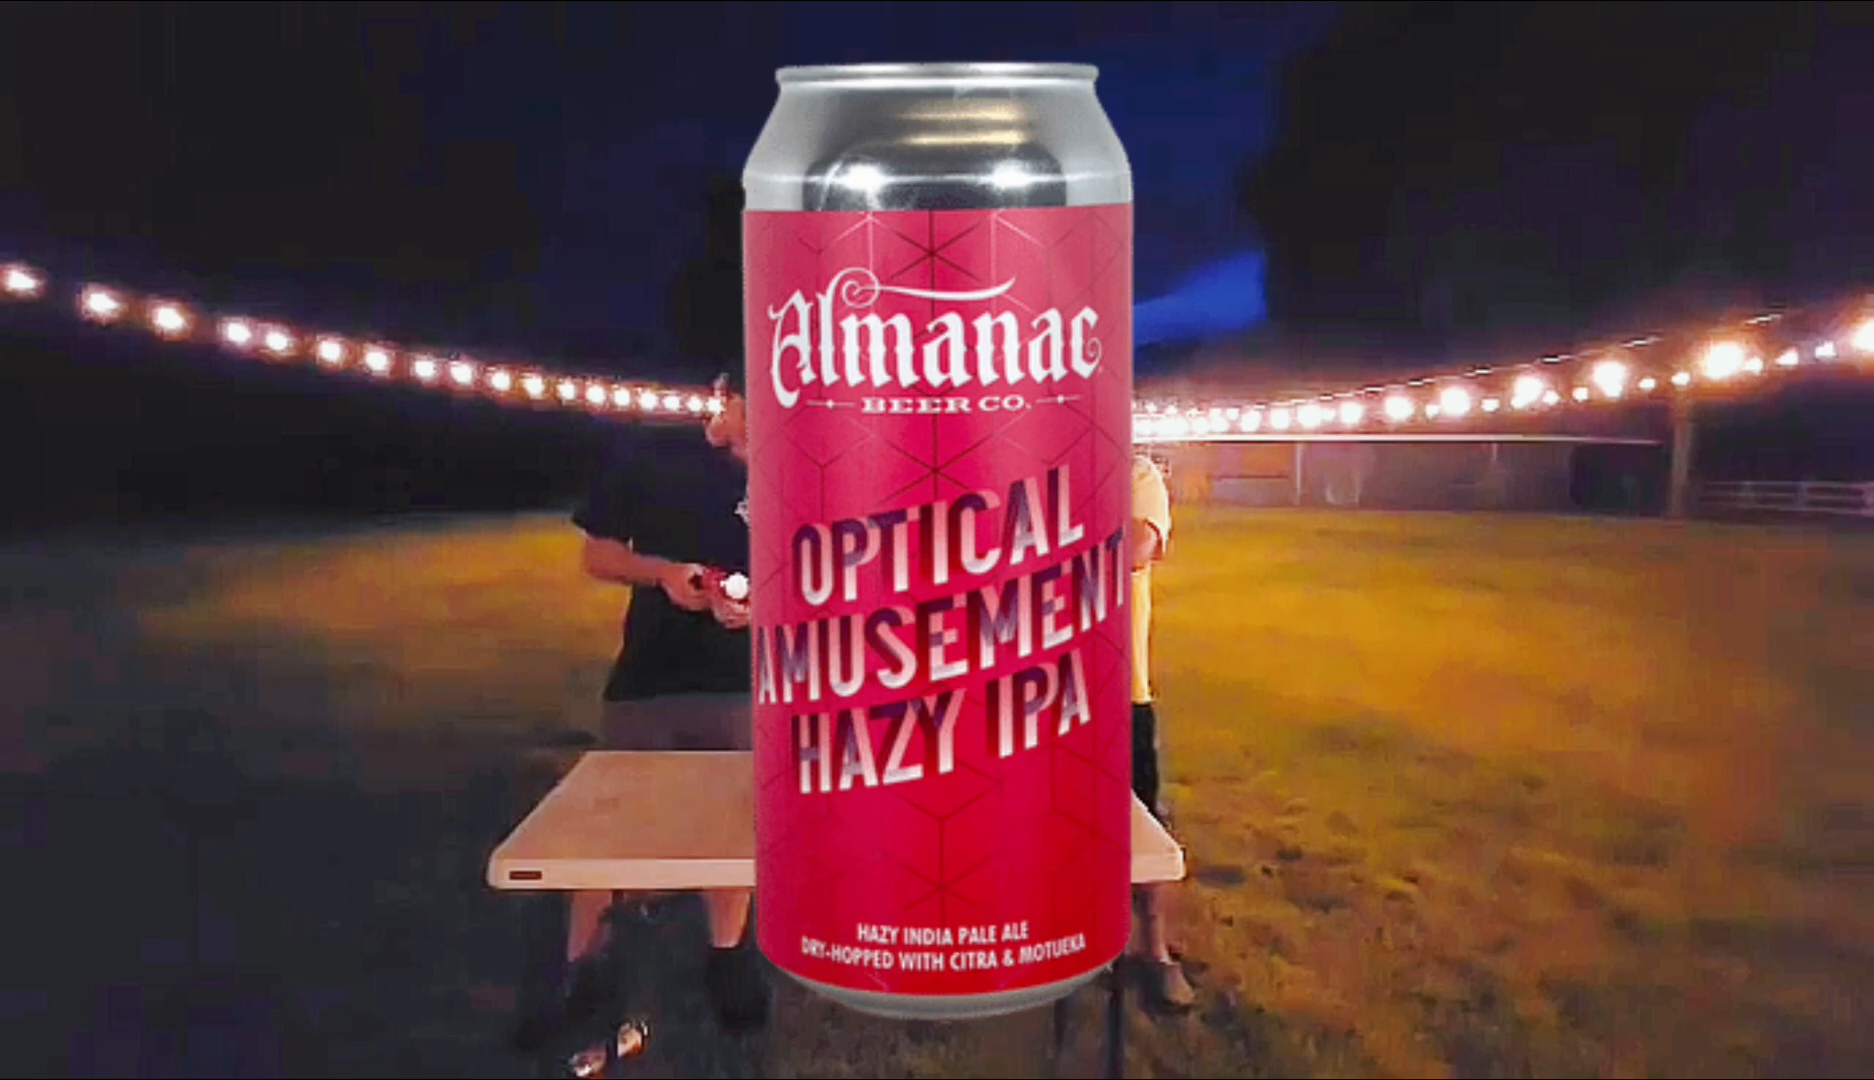 Almanac
BEER CO.
OPTICAL
AMUSEMENT
HAZY IPA
HAZY INDIA PALE ALE
DRY-HOPPED WITH CITRA & MOTUEKA